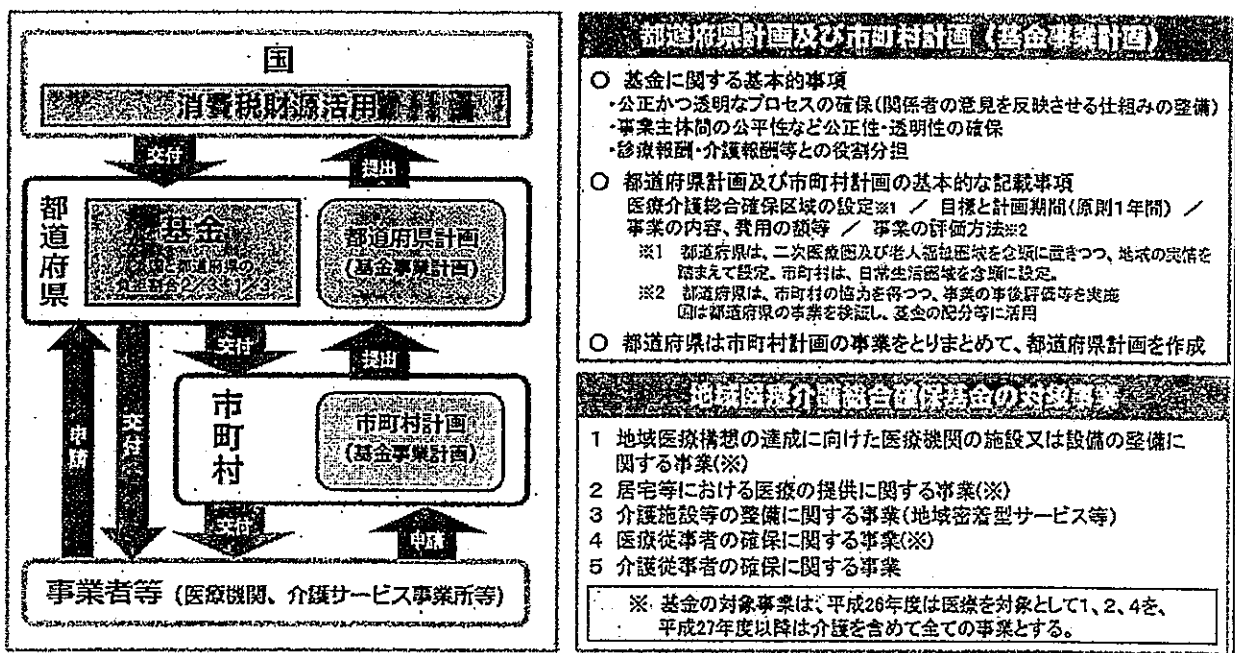 国
消費税財源活用
交付
提出
都道府県
基金
国と都道府県の
負担割合2/3、1/3
都道府県計画
(基金事業計画)
申請
交付
交付
提出
市町村
市町村計画
(基金事業計画)
交付
申請
事業者等(医療機関、介護サービス事業所等)
都道府県計画及び市町村計画(基金事業計画)
○ 基金に関する基本的事項
・公正かつ透明なプロセスの確保(関係者の意見を反映させる仕組みの整備)
・事業主体間の公平性など公正性・透明性の確保
・診療報酬・介護報酬等との役割分担
○ 都道府県計画及び市町村計画の基本的な記載事項
医療介護総合確保区域の設定※1 / 目標と計画期間(原則1年間) /
事業の内容、費用の額等 / 事業の評価方法※2
※1 都道府県は、二次医療圏及び老人福祉圏域を念頭に置きつつ、地域の実情を
踏まえて設定。市町村は、日常生活圏域を念頭に設定。
※2 都道府県は、市町村の協力を得つつ、事業の事後評価等を実施
国は都道府県の事業を検証し、基金の配分等に活用
○ 都道府県は市町村計画の事業をとりまとめて、都道府県計画を作成
地域医療介護総合確保基金の対象事業
1 地域医療構想の達成に向けた医療機関の施設又は設備の整備に
関する事業(※)
2 居宅等における医療の提供に関する事業(※)
3 介護施設等の整備に関する事業(地域密着型サービス等)
4 医療従事者の確保に関する事業(※)
5 介護従事者の確保に関する事業
※ 基金の対象事業は、平成26年度は医療を対象として1、2、4を、
平成27年度以降は介護を含めて全ての事業とする。